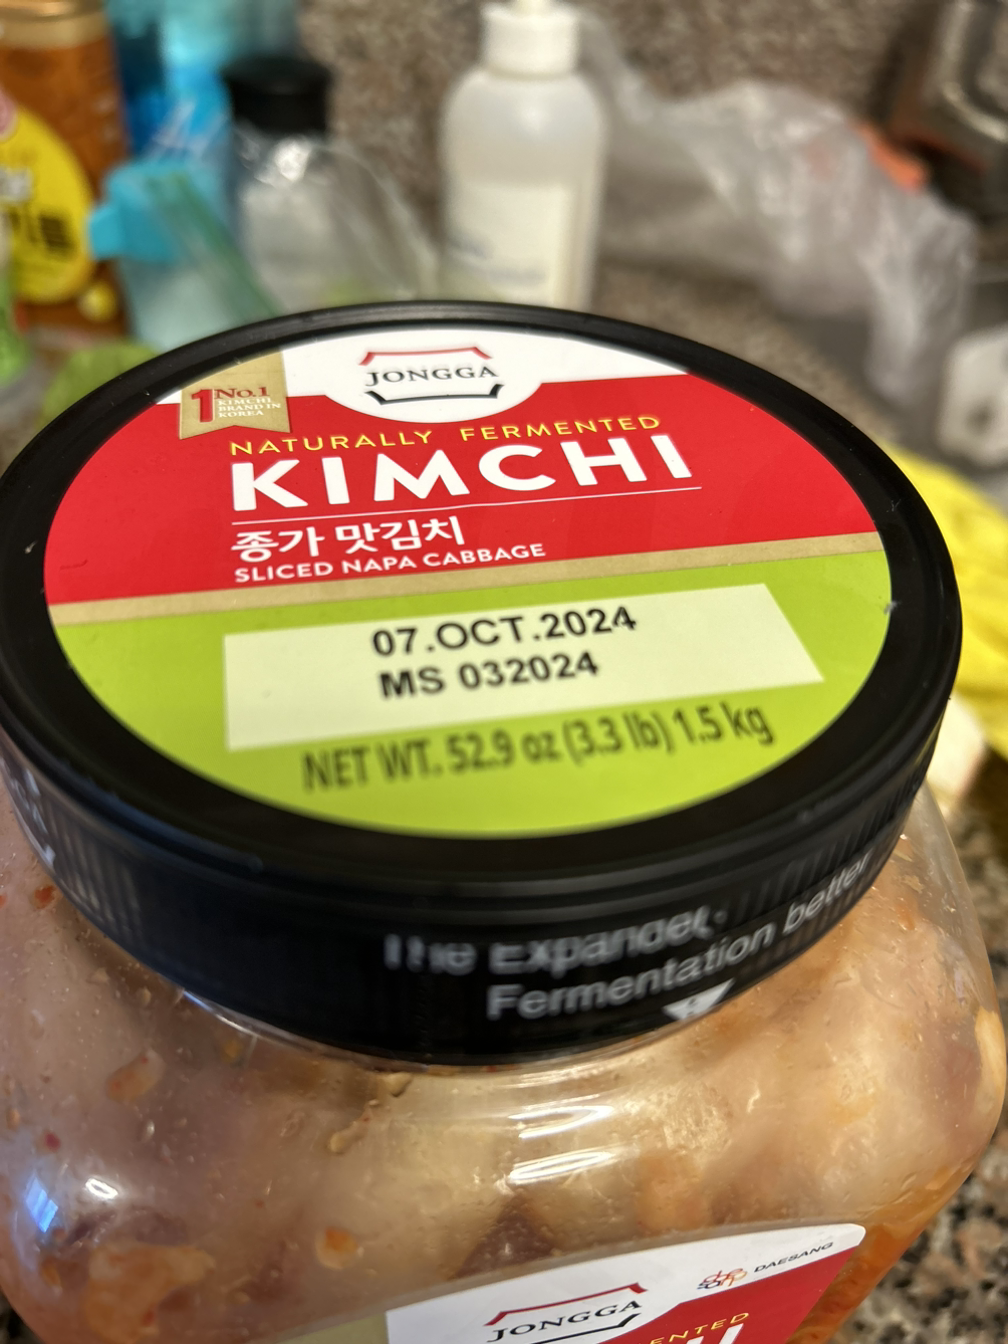 JONGGA
No.1
KIMCHI
BRAND IN
KOREA
NATURALLY FERMENTED
KIMCHI
종가 맛김치
SLICED NAPA CABBAGE
07.OCT.2024
MS 032024
NET WT. 52.9 oz (3.3 lb) 1.5 kg
The Expander,
Fermentation better
DAESANG
JONGGA